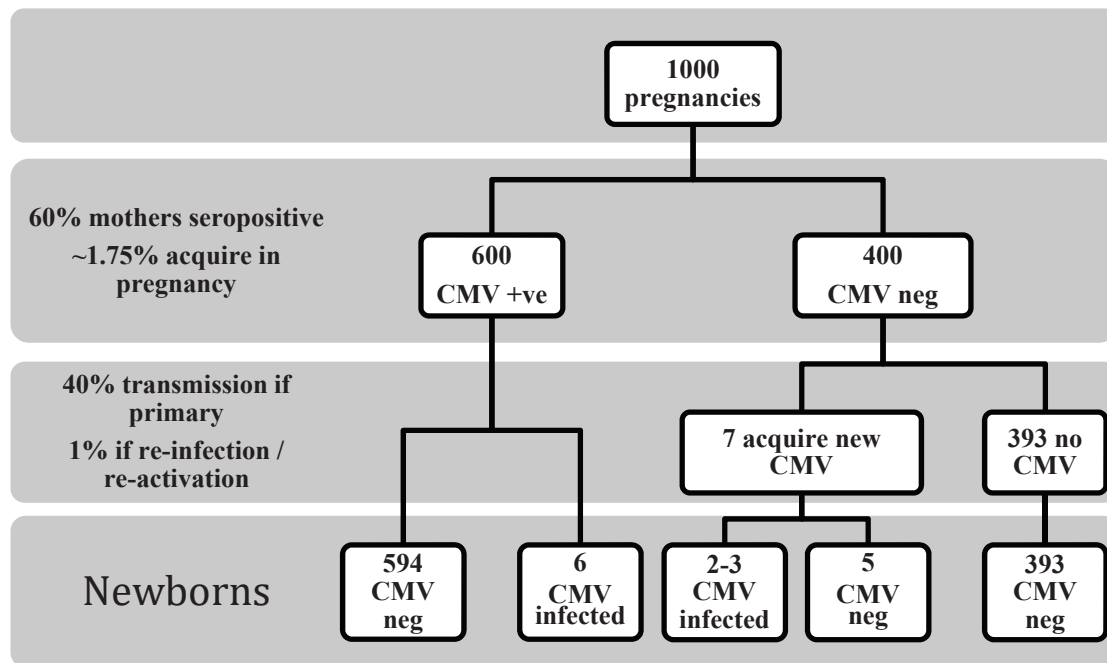 1000
pregnancies
60% mothers seropositive
~1.75% acquire in
pregnancy
600
CMV +ve
400
CMV neg
40% transmission if
primary
1% if re-infection /
re-activation
7 acquire new
CMV
393 no
CMV
Newborns
594
CMV
neg
6
CMV
infected
2-3
CMV
infected
5
CMV
neg
393
CMV
neg